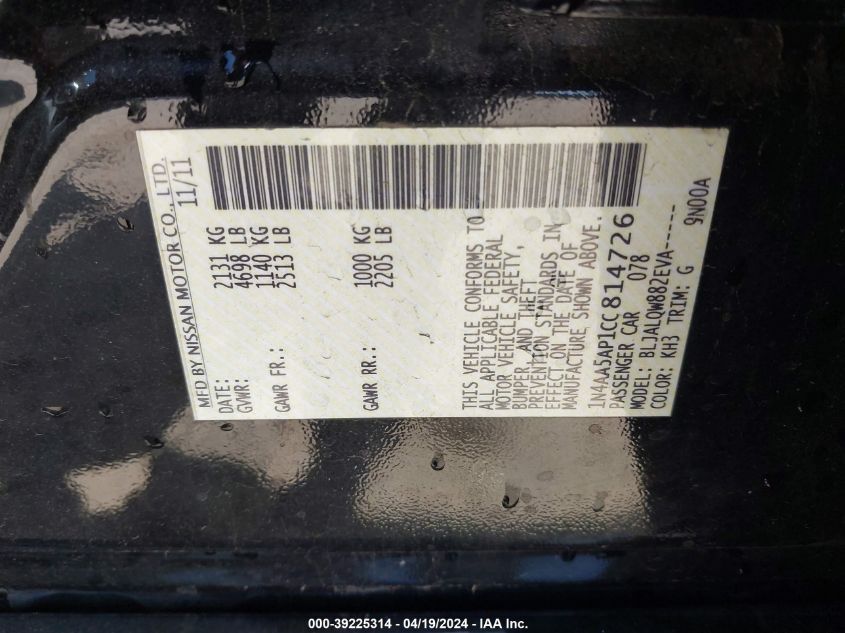 MFD BY NISSAN MOTOR CO., LTD.
DATE: 11/11
GVWR: 2131 KG
4698 LB
GAWR FR.: 1140 KG
2513 LB
GAWR RR.: 1000 KG
2205 LB
THIS VEHICLE CONFORMS TO
ALL APPLICABLE FEDERAL
MOTOR VEHICLE SAFETY,
BUMPER, AND THEFT
PREVENTION STANDARDS IN
EFFECT ON THE DATE OF
MANUFACTURE SHOWN ABOVE.
1N4AA5AP1CC814726
PASSENGER CAR 078
MODEL: BLJALQW882EVA-----
COLOR: KH3 TRIM: G 9N00A
000-39225314 - 04/19/2024 - IAA Inc.